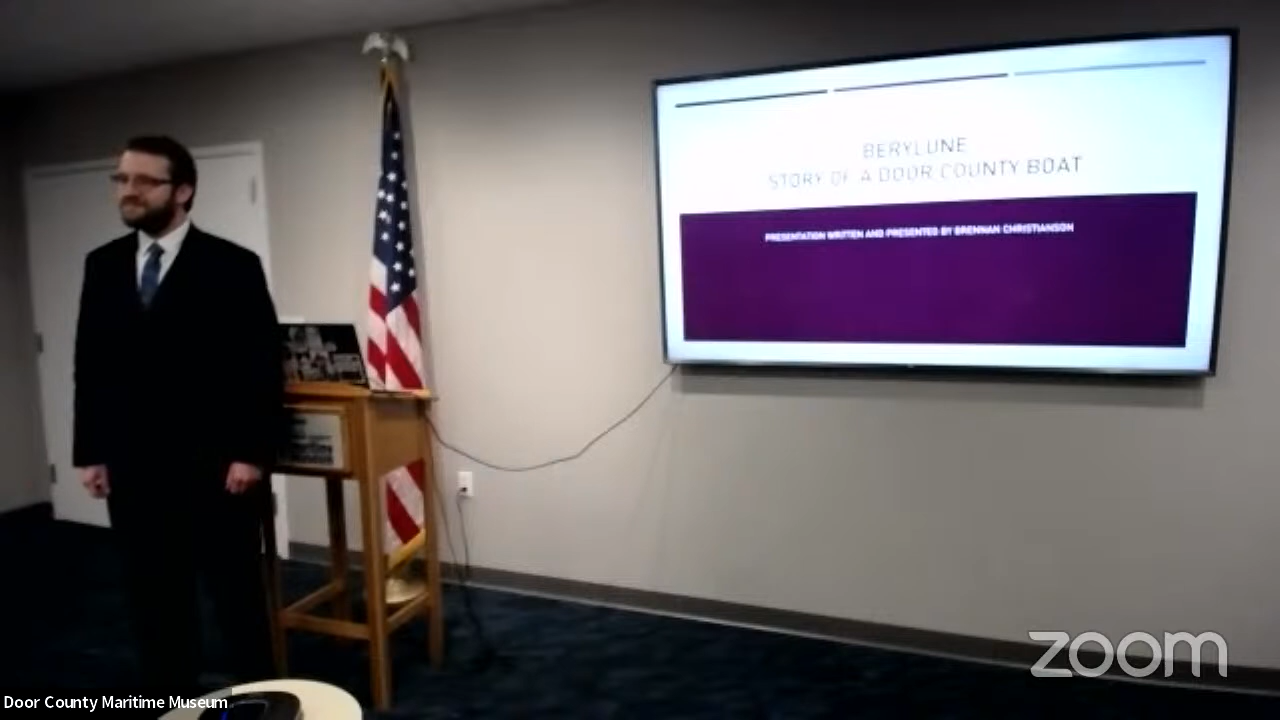 BERYLUNE
STORY OF A DOOR COUNTY BOAT
PRESENTATION WRITTEN AND PRESENTED BY BRENNAN CHRISTIANSON
zoom
Door County Maritime Museum